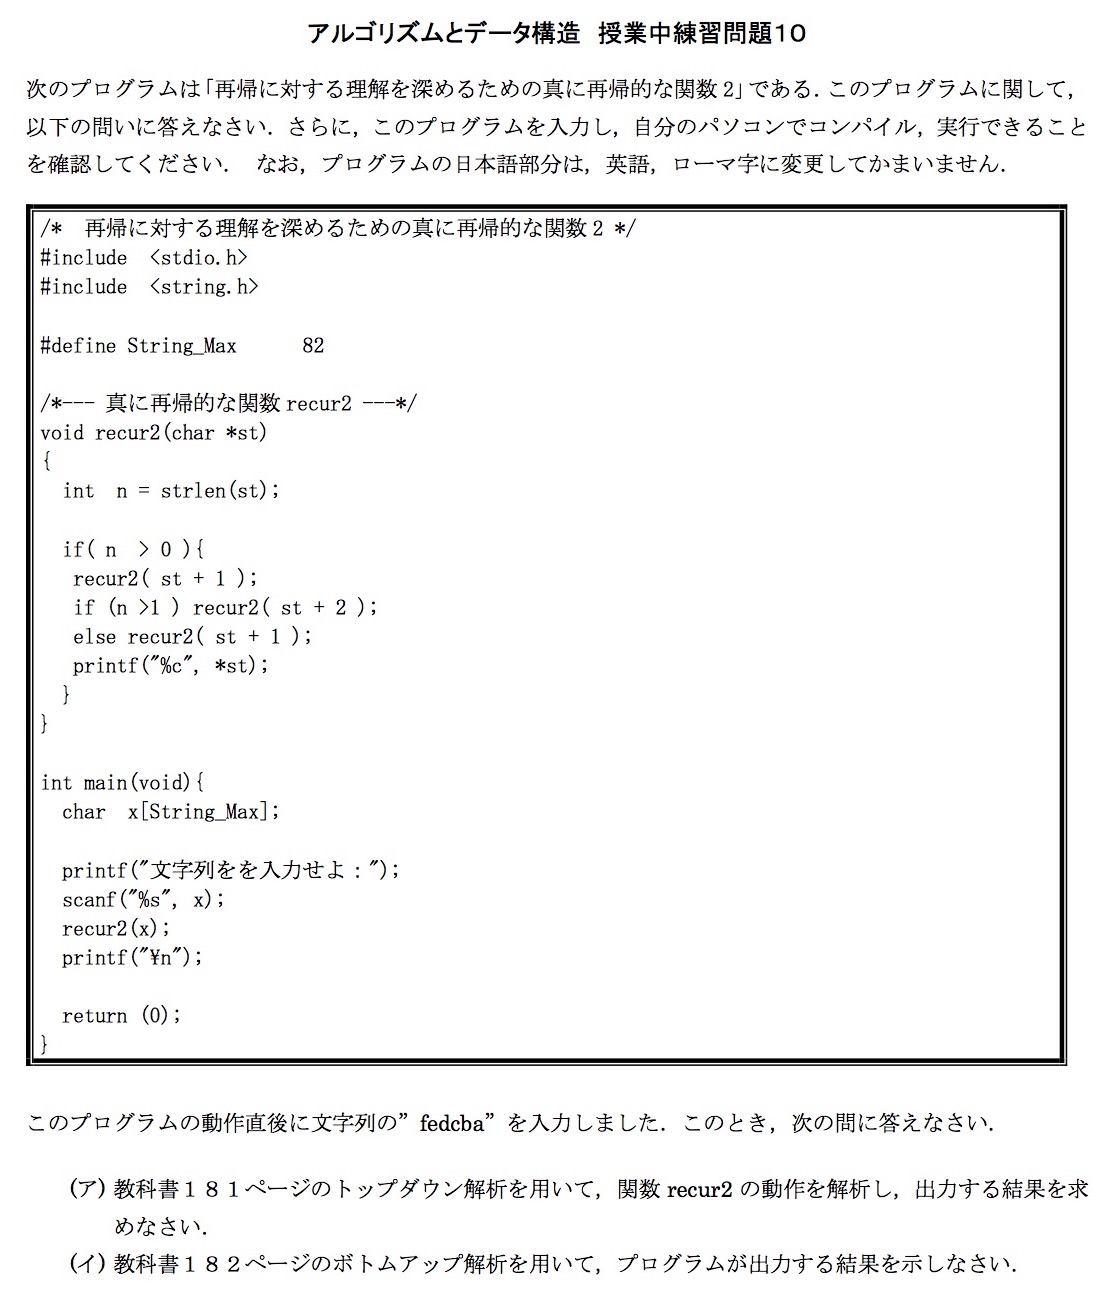 アルゴリズムとデータ構造　授業中練習問題１０
次のプログラムは「再帰に対する理解を深めるための真に再帰的な関数２」である．このプログラムに関して，
以下の問いに答えなさい．さらに，このプログラムを入力し，自分のパソコンでコンパイル，実行できること
を確認してください．　なお，プログラムの日本語部分は，英語，ローマ字に変更してかまいません．
/*　再帰に対する理解を深めるための真に再帰的な関数２ */
#include  <stdio.h>
#include  <string.h>
#define String_Max      82
/*--- 真に再帰的な関数 recur2 ---*/
void recur2(char *st)
{
  int  n = strlen(st);
  if( n  > 0 ){
   recur2( st + 1 );
   if (n >1 ) recur2( st + 2 );
   else recur2( st + 1 );
   printf("%c", *st);
  }
}
int main(void){
  char  x[String_Max];
  printf("文字列をを入力せよ：");
  scanf("%s", x);
  recur2(x);
  printf("¥n");
  return (0);
}
このプログラムの動作直後に文字列の” fedcba” を入力しました．このとき，次の問に答えなさい．
(ア) 教科書１８１ページのトップダウン解析を用いて，関数 recur2 の動作を解析し，出力する結果を求
めなさい．
(イ) 教科書１８２ページのボトムアップ解析を用いて，プログラムが出力する結果を示しなさい．